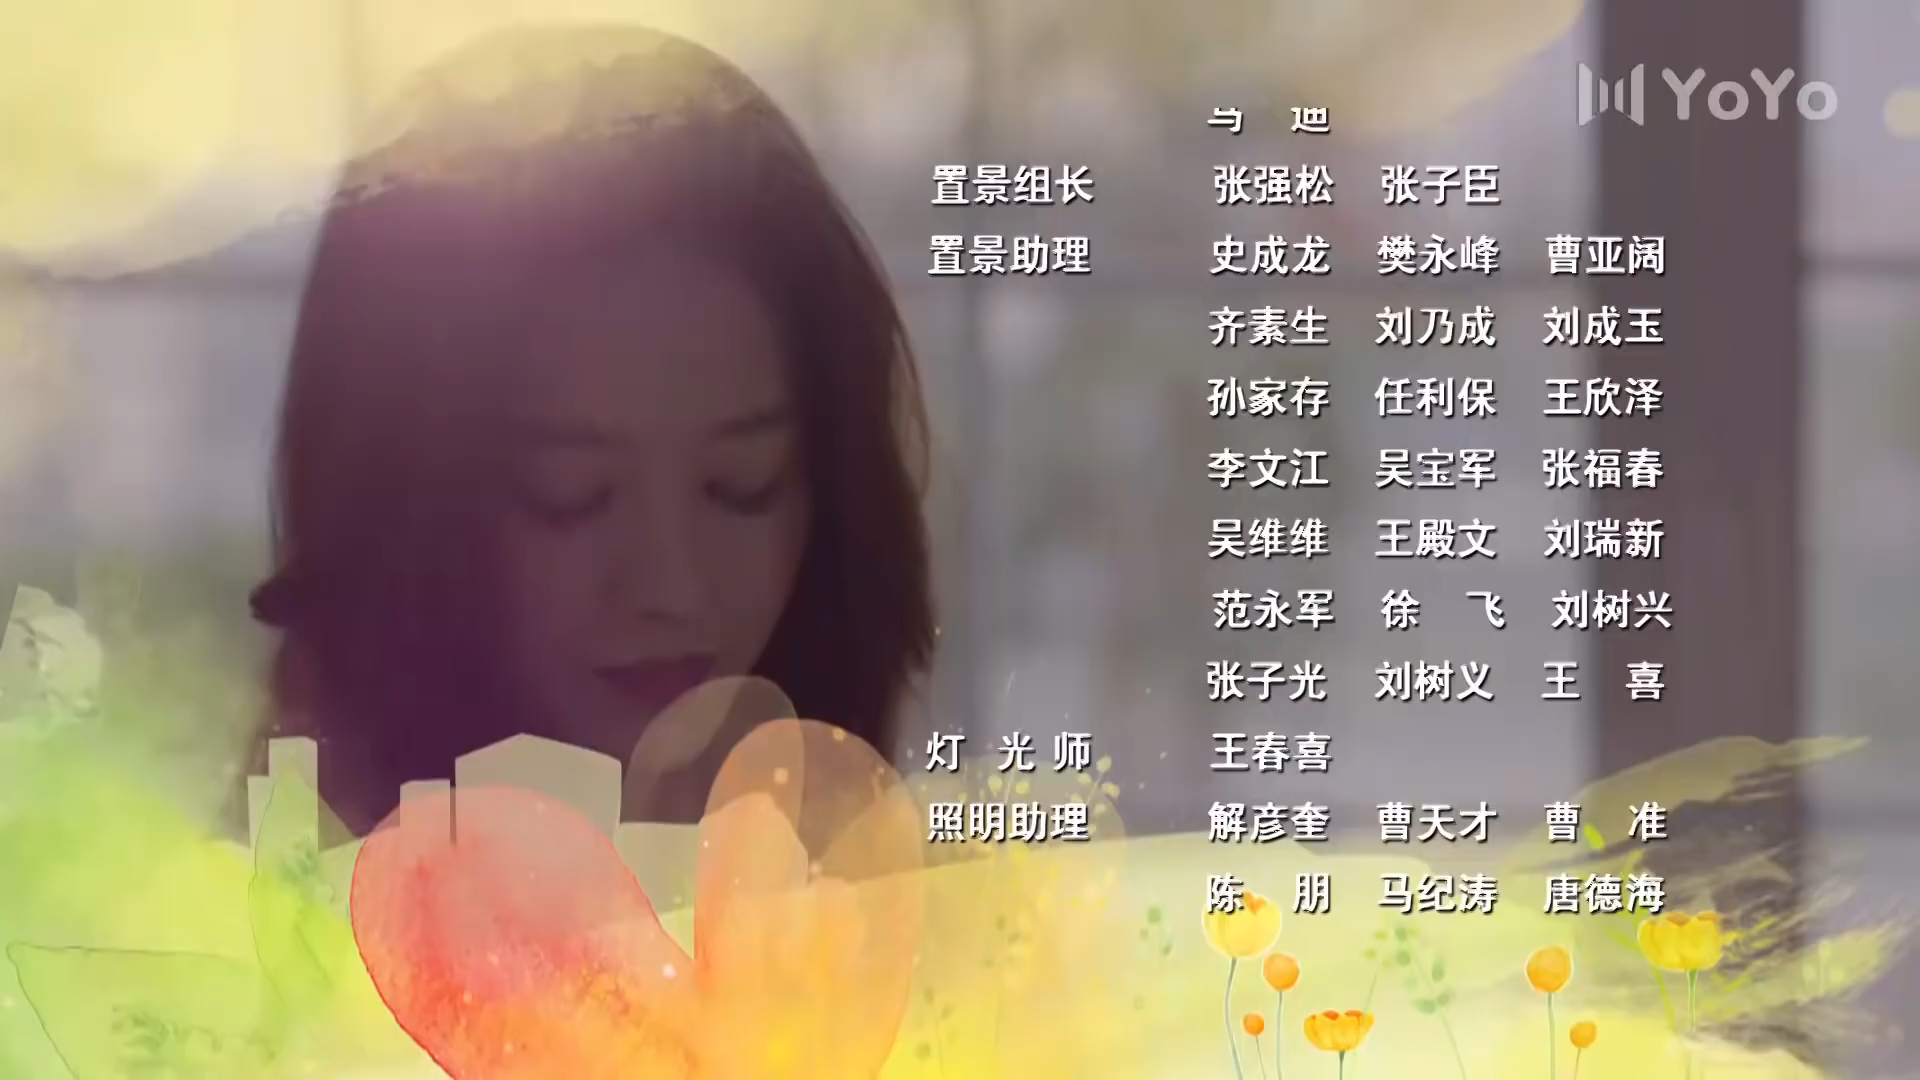 YoYo
马 迪
置景组长 张强松 张子臣
置景助理 史成龙 樊永峰 曹亚阔
齐素生 刘乃成 刘成玉
孙家存 任利保 王欣泽
李文江 吴宝军 张福春
吴维维 王殿文 刘瑞新
范永军 徐 飞 刘树兴
张子光 刘树义 王 喜
灯 光 师 王春喜
照明助理 解彦奎 曹天才 曹 准
陈 朋 马纪涛 唐德海